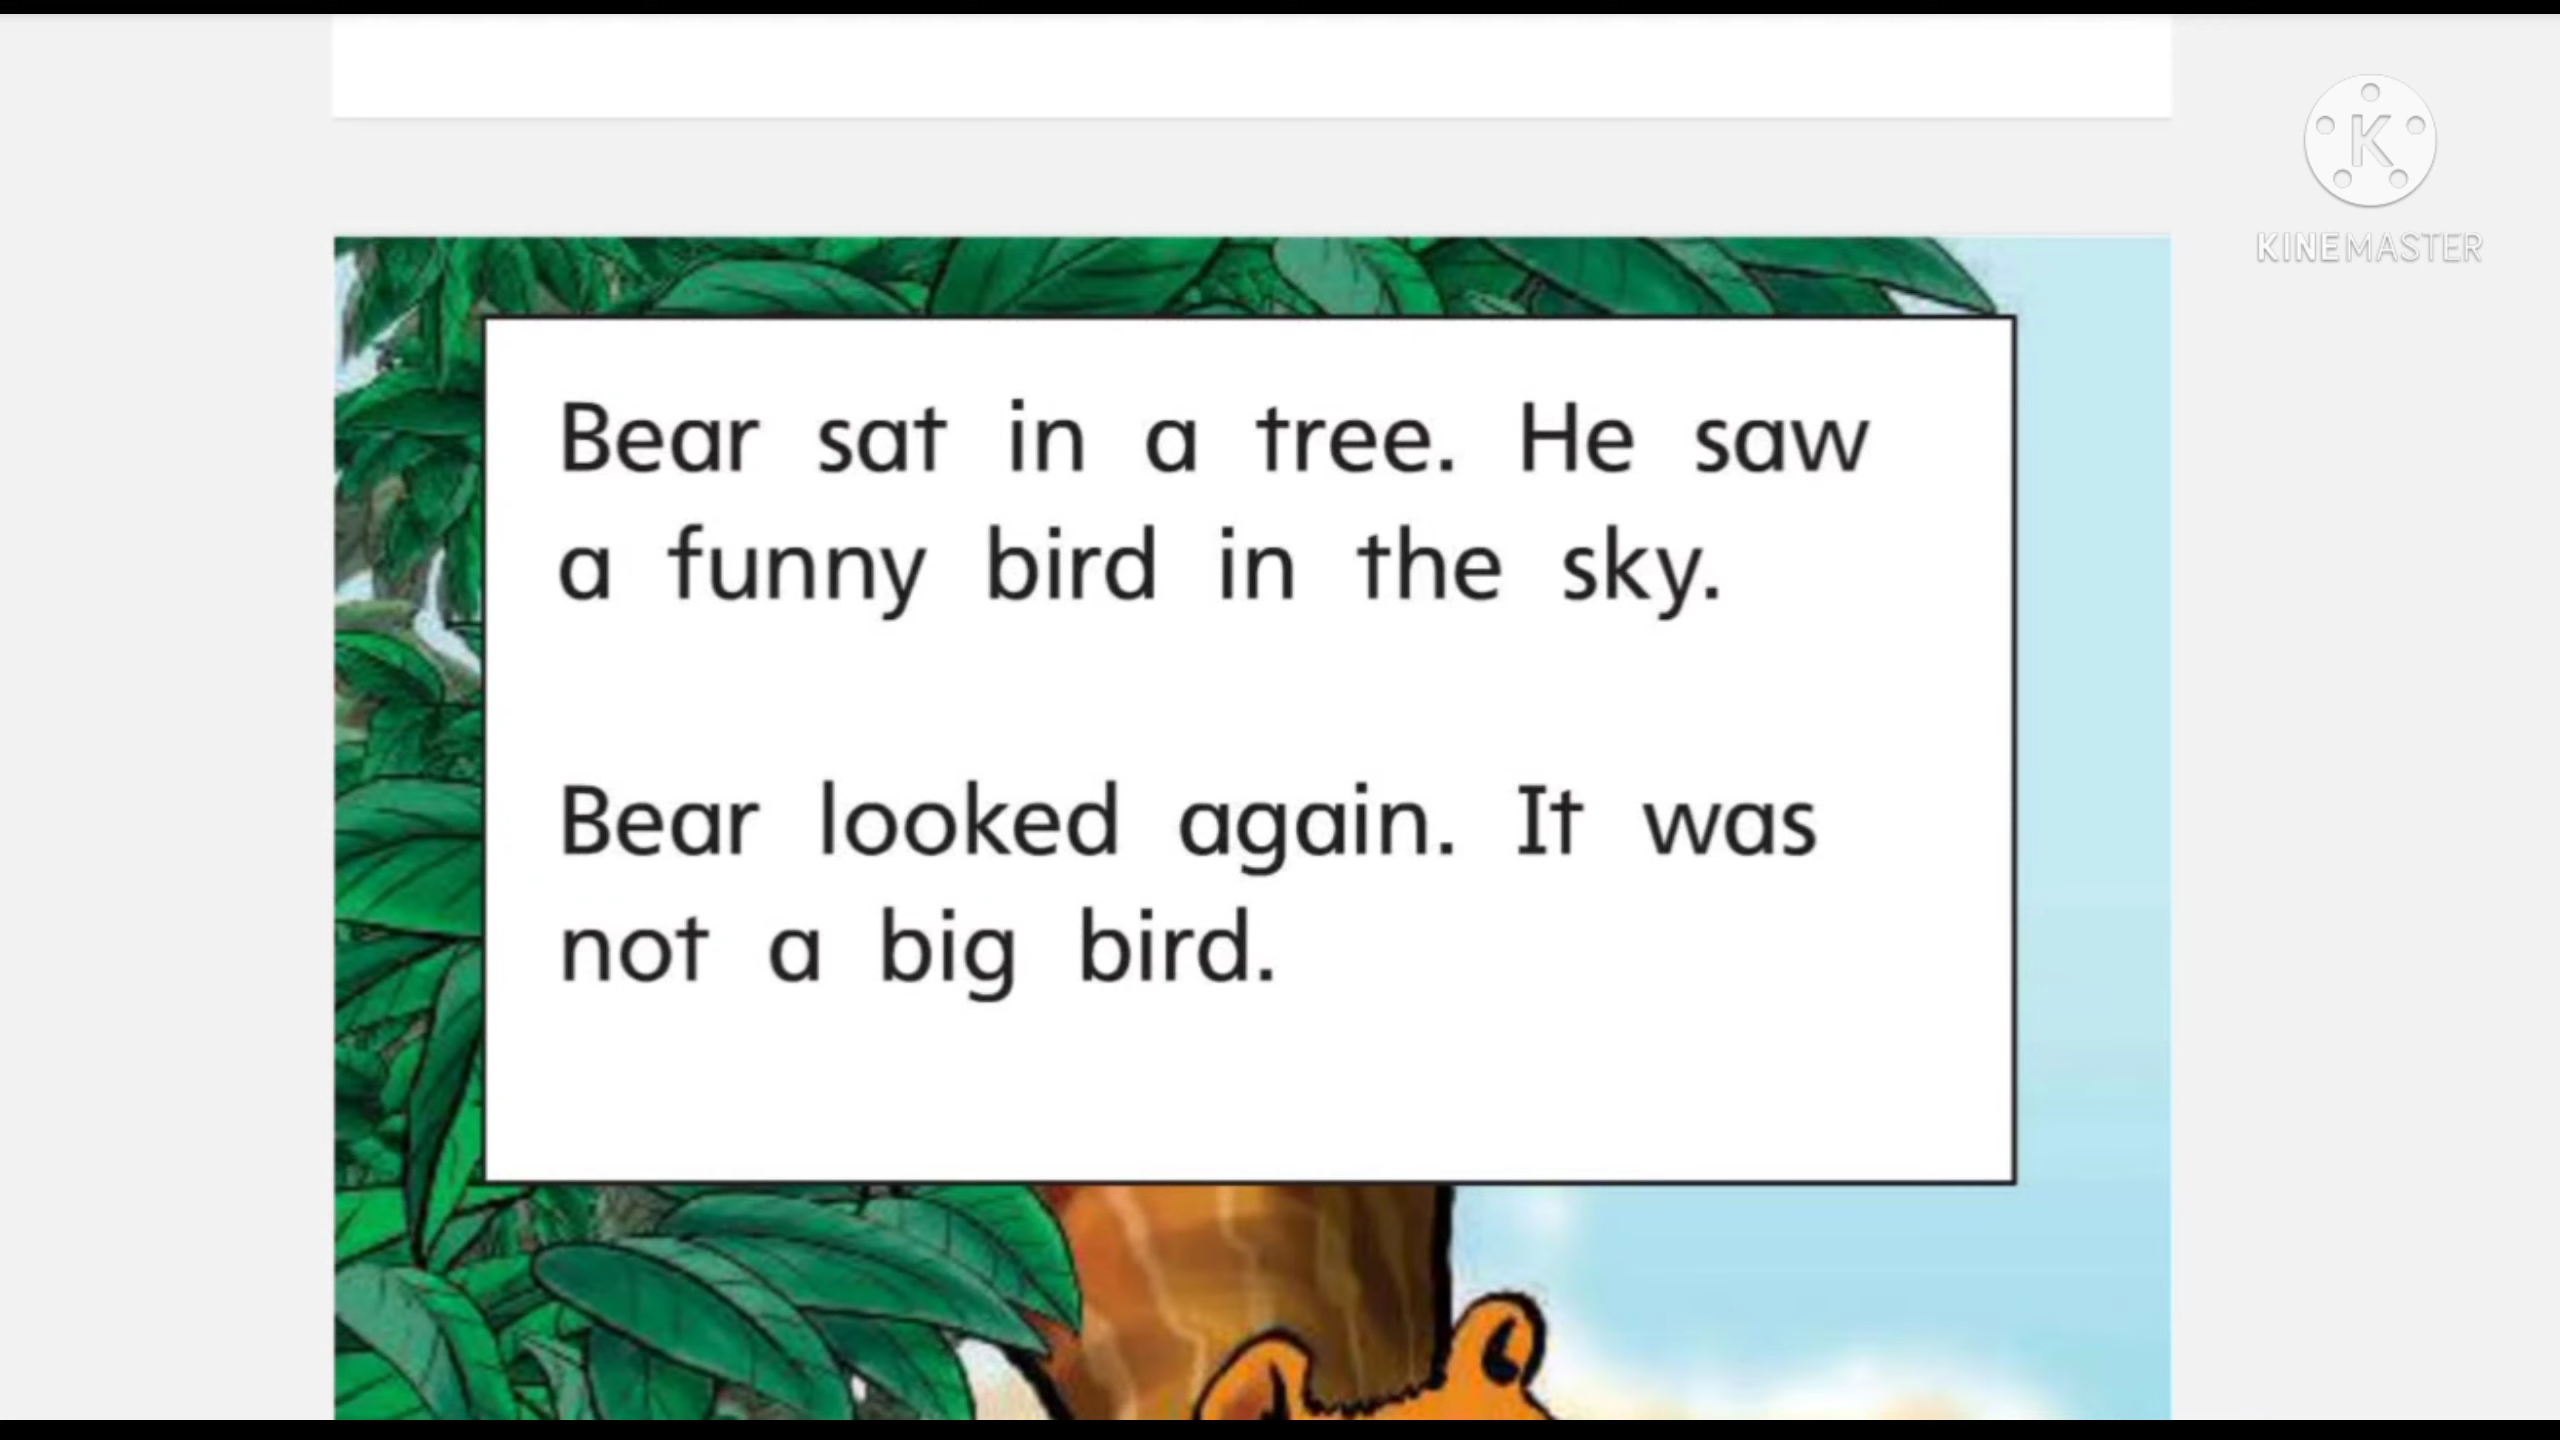 K
KINEMASTER
Bear sat in a tree. He saw
a funny bird in the sky.
Bear looked again. It was
not a big bird.